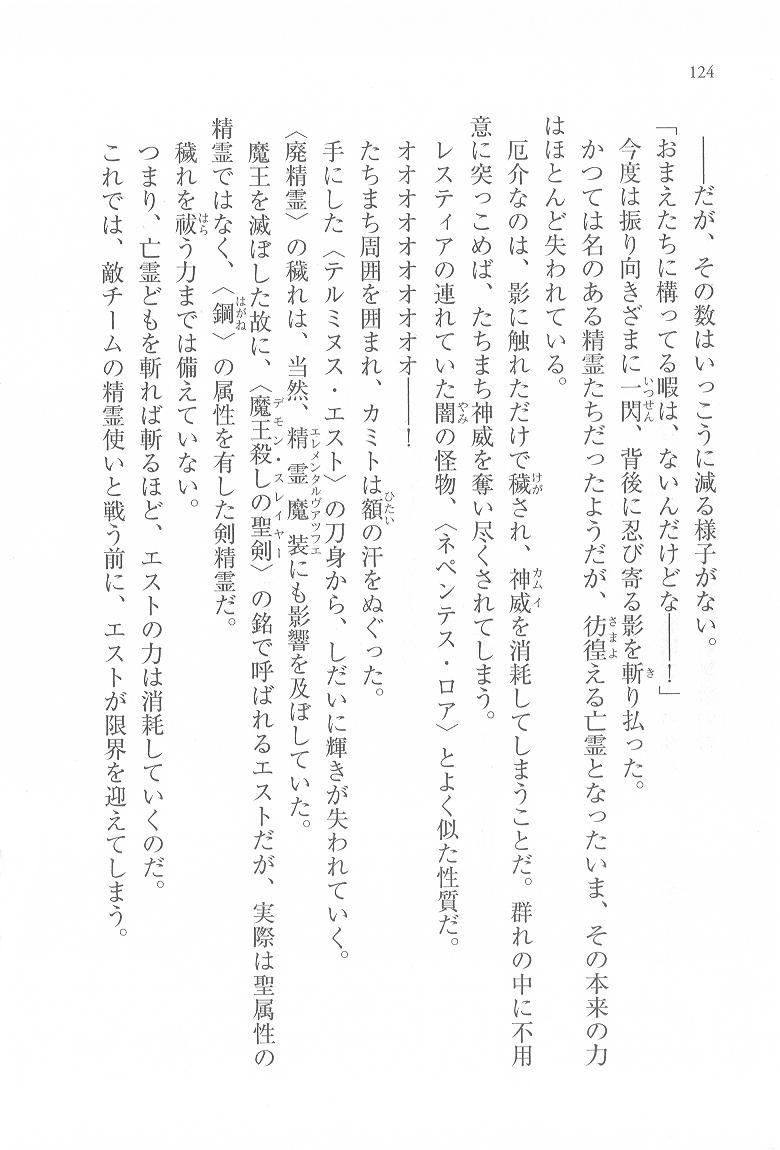 124
――だが、その数はいっこうに減る様子がない。
「おまえたちに構ってる暇は、ないんだけどな――！」
今度は振り向きざまに一閃、背後に忍び寄る影を斬り払った。
かつては名のある精霊たちだったようだが、彷徨える亡霊となったいま、その本来の力
はほとんど失われている。
厄介なのは、影に触れただけで穢され、神威を消耗してしまうことだ。群れの中に不用
意に突っこめば、たちまち神威を奪い尽くされてしまう。
レスティアの連れていた闇の怪物、〈ネペンテス・ロア〉とよく似た性質だ。
オオオオオオオオオ――！
たちまち周囲を囲まれ、カミトは額の汗をぬぐった。
手にした〈テルミヌス・エスト〉の刀身から、しだいに輝きが失われていく。
〈廃精霊〉の穢れは、当然、精霊魔装にも影響を及ぼしていた。
魔王を滅ぼした故に、〈魔王殺しの聖剣〉の銘で呼ばれるエストだが、実際は聖属性の
精霊ではなく、〈鋼〉の属性を有した剣精霊だ。
穢れを祓う力までは備えていない。
つまり、亡霊どもを斬れば斬るほど、エストの力は消耗していくのだ。
これでは、敵チームの精霊使いと戦う前に、エストが限界を迎えてしまう。